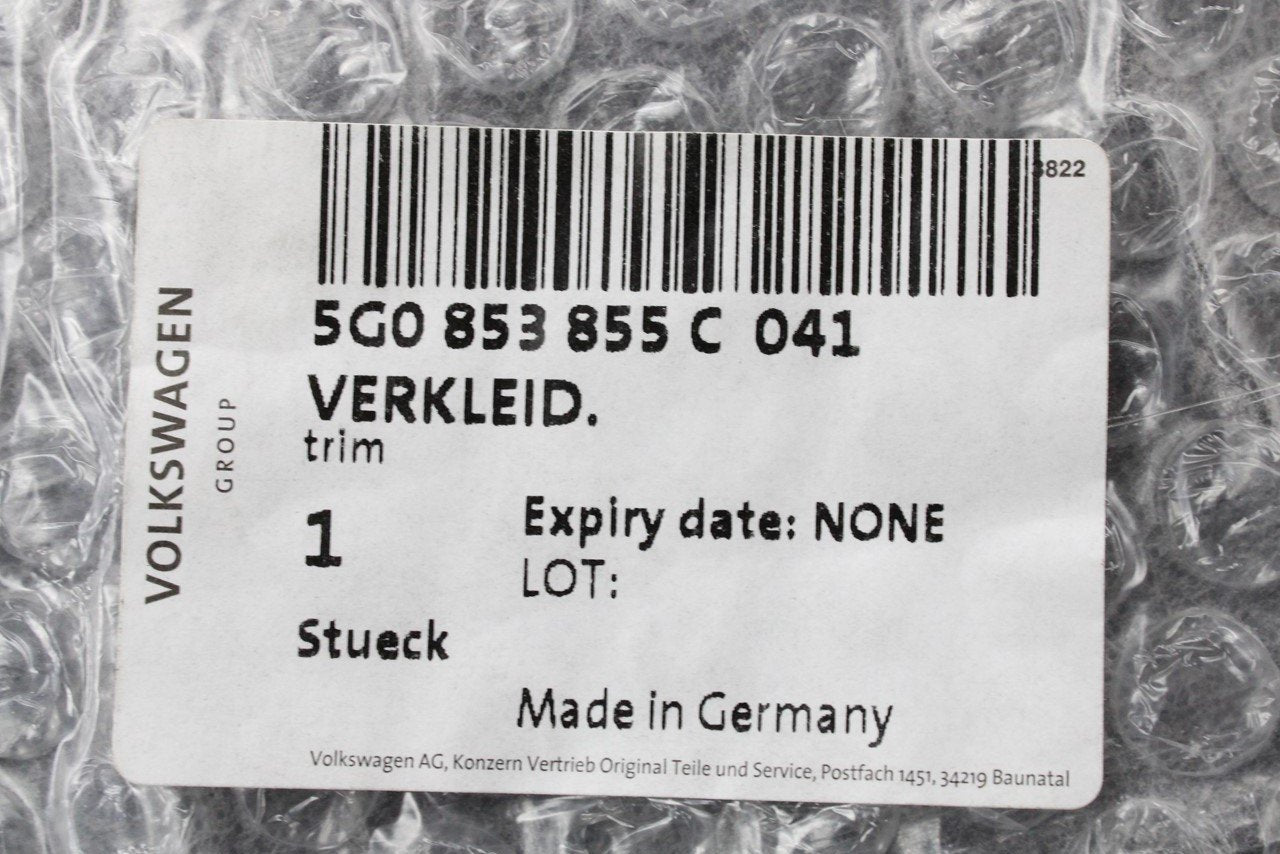 3822
5G0 853 855 C 041
VERKLEID.
trim
1
Expiry date: NONE
LOT:
Stueck
Made in Germany
Volkswagen AG, Konzern Vertrieb Original Teile und Service, Postfach 1451, 34219 Baunatal
VOLKSWAGEN
GROUP